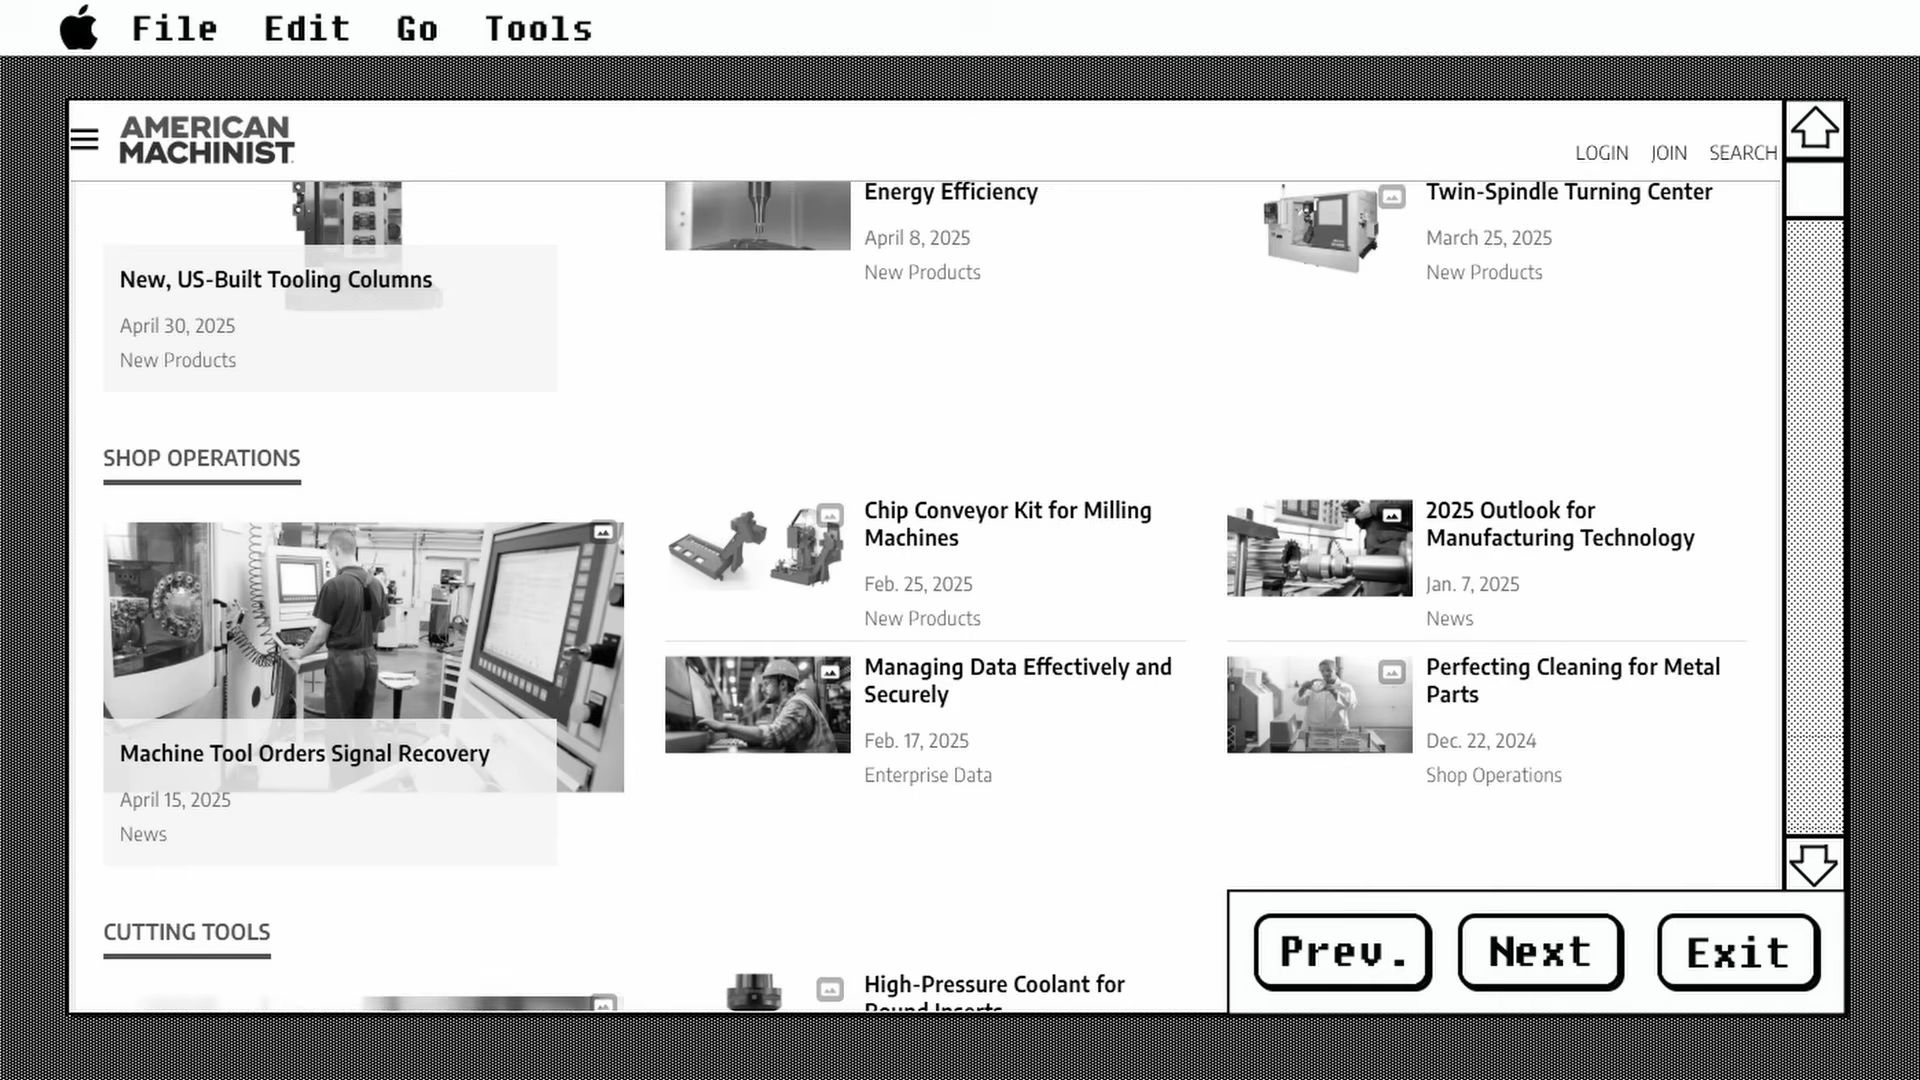 File Edit Go Tools
AMERICAN
MACHINIST
LOGIN JOIN SEARCH
New, US-Built Tooling Columns
April 30, 2025
New Products
Energy Efficiency
April 8, 2025
New Products
Twin-Spindle Turning Center
March 25, 2025
New Products
SHOP OPERATIONS
Machine Tool Orders Signal Recovery
April 15, 2025
News
Chip Conveyor Kit for Milling
Machines
Feb. 25, 2025
New Products
Managing Data Effectively and
Securely
Feb. 17, 2025
Enterprise Data
2025 Outlook for
Manufacturing Technology
Jan. 7, 2025
News
Perfecting Cleaning for Metal
Parts
Dec. 22, 2024
Shop Operations
CUTTING TOOLS
High-Pressure Coolant for
Round Inserts
Prev. Next Exit